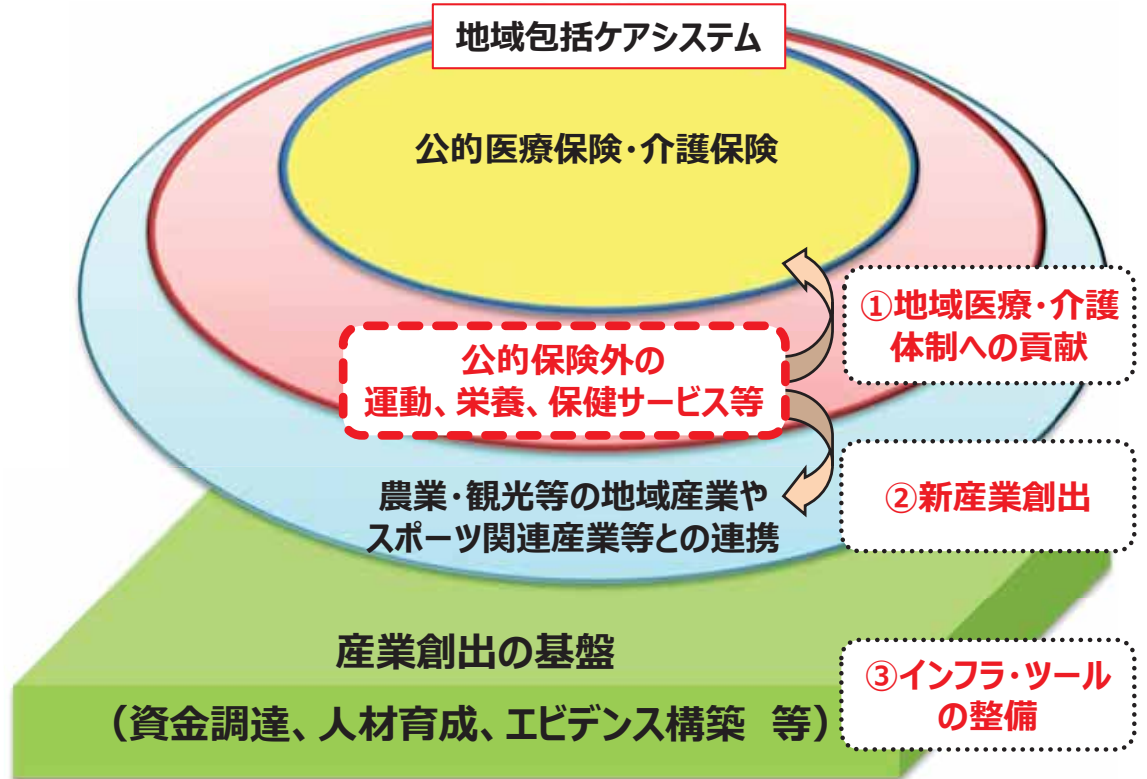 地域包括ケアシステム
公的医療保険・介護保険
①地域医療・介護
体制への貢献
公的保険外の
運動、栄養、保健サービス等
農業・観光等の地域産業や
スポーツ関連産業等との連携
②新産業創出
産業創出の基盤
（資金調達、人材育成、エビデンス構築　等）
③インフラ・ツール
の整備